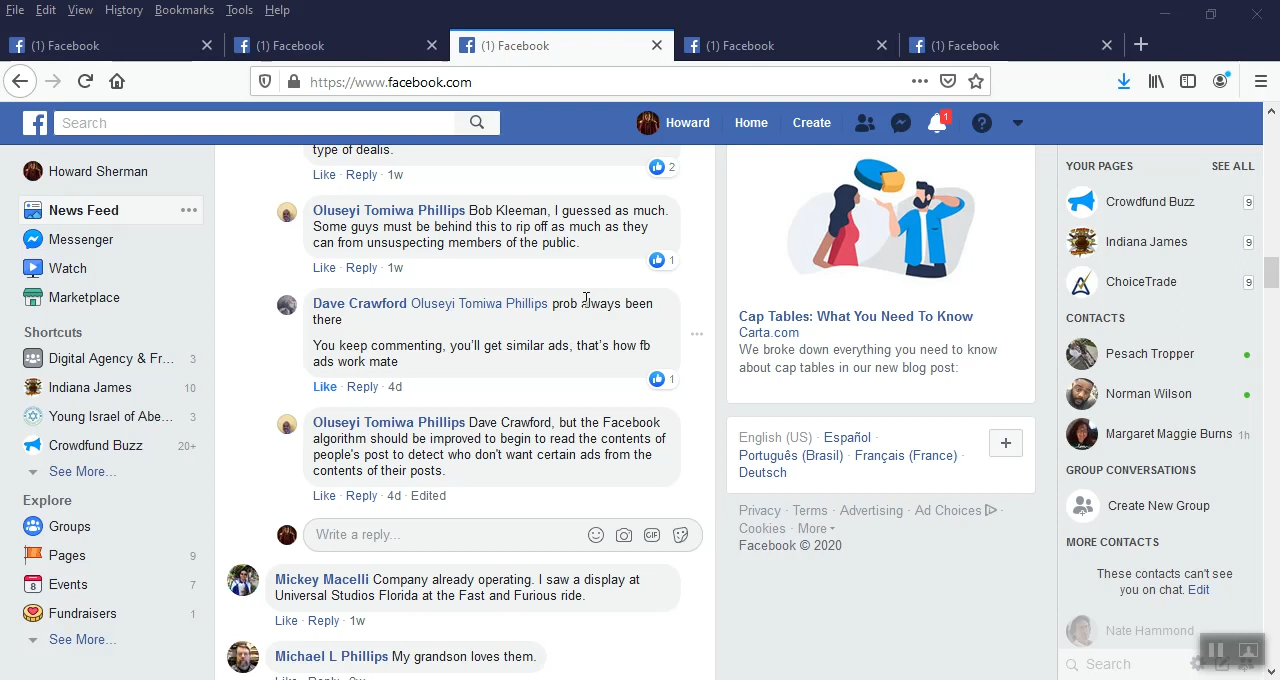 File Edit View History Bookmarks Tools Help
(1) Facebook (1) Facebook (1) Facebook (1) Facebook (1) Facebook
https://www.facebook.com
Search Howard Home Create 1
Howard Sherman
News Feed
Messenger
Watch
Marketplace
Shortcuts
Digital Agency & Fr... 3
Indiana James 10
Young Israel of Abe... 3
Crowdfund Buzz 20+
See More...
Explore
Groups
Pages 9
Events 7
Fundraisers 1
See More...
type of dealis.
Like · Reply · 1w 2
Oluseyi Tomiwa Phillips Bob Kleeman, I guessed as much.
Some guys must be behind this to rip off as much as they
can from unsuspecting members of the public.
Like · Reply · 1w 1
Dave Crawford Oluseyi Tomiwa Phillips prob always been
there
You keep commenting, you'll get similar ads, that's how fb
ads work mate
Like · Reply · 4d 1
Oluseyi Tomiwa Phillips Dave Crawford, but the Facebook
algorithm should be improved to begin to read the contents of
people's post to detect who don't want certain ads from the
contents of their posts.
Like · Reply · 4d · Edited
Write a reply... GIF
Mickey Macelli Company already operating. I saw a display at
Universal Studios Florida at the Fast and Furious ride.
Like · Reply · 1w
Michael L Phillips My grandson loves them.
Cap Tables: What You Need To Know
Carta.com
We broke down everything you need to know
about cap tables in our new blog post:
English (US) · Español ·
Português (Brasil) · Français (France) ·
Deutsch
Privacy · Terms · Advertising · Ad Choices ·
Cookies · More
Facebook © 2020
YOUR PAGES SEE ALL
Crowdfund Buzz 9
Indiana James 9
ChoiceTrade 9
CONTACTS
Pesach Tropper
Norman Wilson
Margaret Maggie Burns 1h
GROUP CONVERSATIONS
Create New Group
MORE CONTACTS
These contacts can't see
you on chat. Edit
Nate Hammond
Search